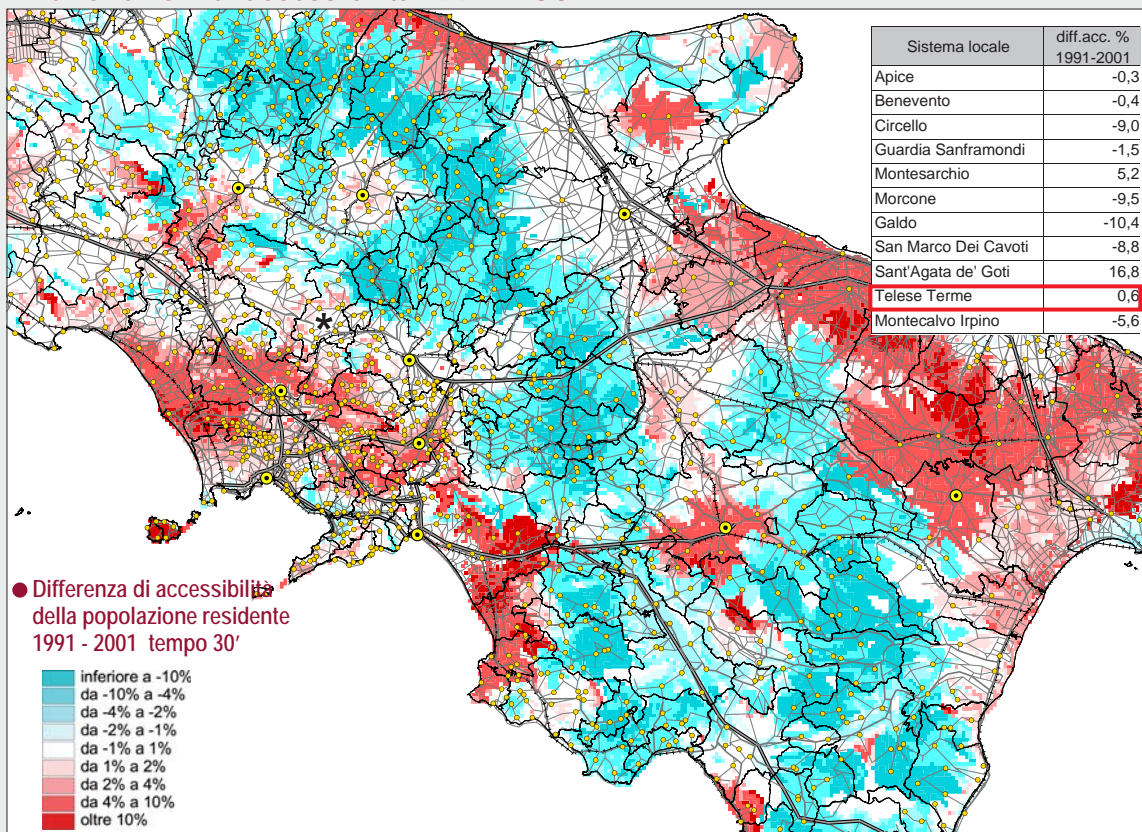 Sistema locale diff.acc. % 1991-2001
Apice -0,3
Benevento -0,4
Circello -9,0
Guardia Sanframondi -1,5
Montesarchio 5,2
Morcone -9,5
Galdo -10,4
San Marco Dei Cavoti -8,8
Sant'Agata de' Goti 16,8
Telese Terme 0,6
Montecalvo Irpino -5,6
*
Differenza di accessibilità
della popolazione residente
1991 - 2001 tempo 30'
inferiore a -10%
da -10% a -4%
da -4% a -2%
da -2% a -1%
da -1% a 1%
da 1% a 2%
da 2% a 4%
da 4% a 10%
oltre 10%